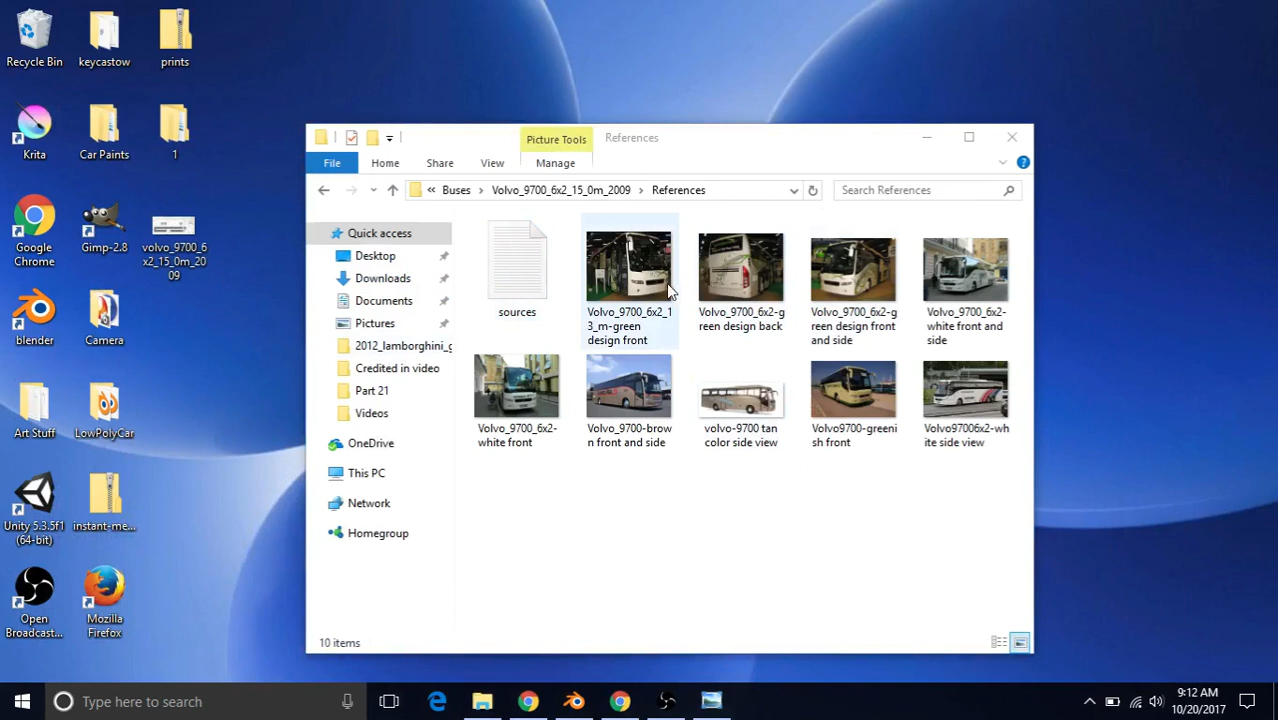 Recycle Bin
keycastow
prints
Krita
Car Paints
1
Google
Chrome
Gimp-2.8
volvo_9700_6
x2_15_0m_20
09
blender
Camera
Art Stuff
LowPolyCar
Unity 5.3.5f1
(64-bit)
instant-me...
Open
Broadcast...
Mozilla
Firefox
Picture Tools
References
File
Home
Share
View
Manage
« Buses > Volvo_9700_6x2_15_0m_2009 > References
Search References
Quick access
Desktop
Downloads
Documents
Pictures
2012_lamborghini_g
Credited in video
Part 21
Videos
OneDrive
This PC
Network
Homegroup
sources
Volvo_9700_6x2_1
3_m-green
design front
Volvo_9700_6x2-g
reen design back
Volvo_9700_6x2-
green design front
and side
Volvo_9700_6x2-
white front and
side
Volvo_9700_6x2-
white front
Volvo_9700-brow
n front and side
volvo-9700 tan
color side view
Volvo9700-greeni
sh front
Volvo97006x2-wh
ite side view
10 items
Type here to search
9:12 AM
10/20/2017